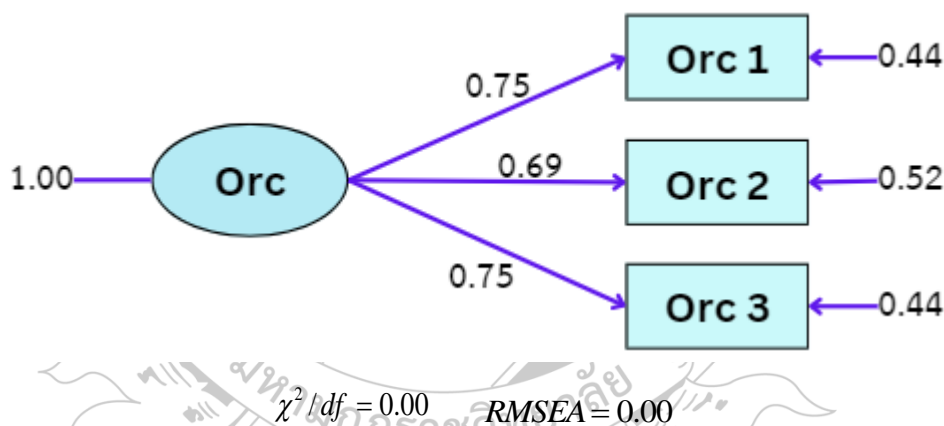 Orc 1
0.44
0.75
1.00
Orc
0.69
Orc 2
0.52
0.75
Orc 3
0.44
χ²/df = 0.00 RMSEA = 0.00